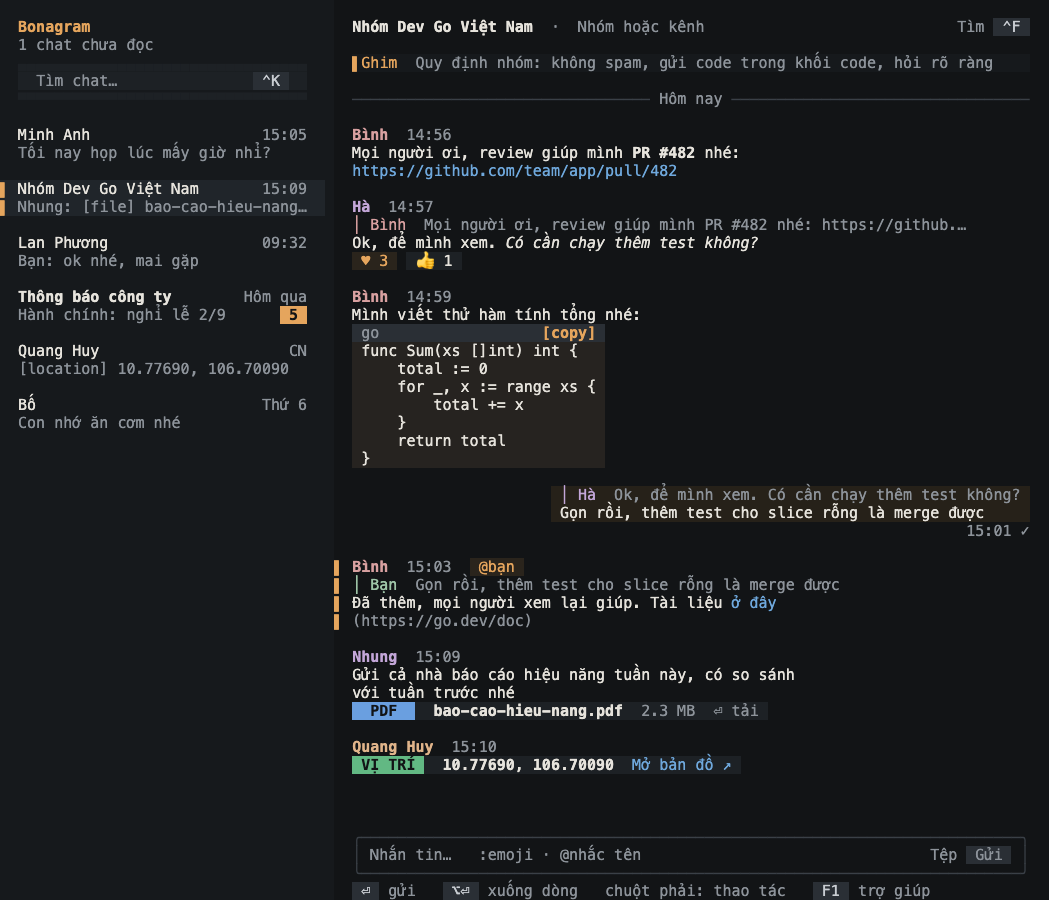 Bonagram
1 chat chưa đọc
Tìm chat… ^K
Minh Anh 15:05
Tối nay họp lúc mấy giờ nhỉ?
Nhóm Dev Go Việt Nam 15:09
Nhung: [file] bao-cao-hieu-nang…
Lan Phương 09:32
Bạn: ok nhé, mai gặp
Thông báo công ty Hôm qua
Hành chính: nghỉ lễ 2/9 5
Quang Huy CN
[location] 10.77690, 106.70090
Bố Thứ 6
Con nhớ ăn cơm nhé
Nhóm Dev Go Việt Nam · Nhóm hoặc kênh Tìm ^F
Ghim Quy định nhóm: không spam, gửi code trong khối code, hỏi rõ ràng
Hôm nay
Bình 14:56
Mọi người ơi, review giúp mình PR #482 nhé:
https://github.com/team/app/pull/482
Hà 14:57
Bình Mọi người ơi, review giúp mình PR #482 nhé: https://github.…
Ok, để mình xem. Có cần chạy thêm test không?
♥ 3 👍 1
Bình 14:59
Mình viết thử hàm tính tổng nhé:
go [copy]
func Sum(xs []int) int {
    total := 0
    for _, x := range xs {
        total += x
    }
    return total
}
Hà Ok, để mình xem. Có cần chạy thêm test không?
Gọn rồi, thêm test cho slice rỗng là merge được
15:01 ✓
Bình 15:03 @bạn
Bạn Gọn rồi, thêm test cho slice rỗng là merge được
Đã thêm, mọi người xem lại giúp. Tài liệu ở đây
(https://go.dev/doc)
Nhung 15:09
Gửi cả nhà báo cáo hiệu năng tuần này, có so sánh
với tuần trước nhé
PDF bao-cao-hieu-nang.pdf 2.3 MB ⏎ tải
Quang Huy 15:10
VỊ TRÍ 10.77690, 106.70090 Mở bản đồ ↗
Nhắn tin… :emoji · @nhắc tên Tệp Gửi
⏎ gửi ⌥⏎ xuống dòng chuột phải: thao tác F1 trợ giúp